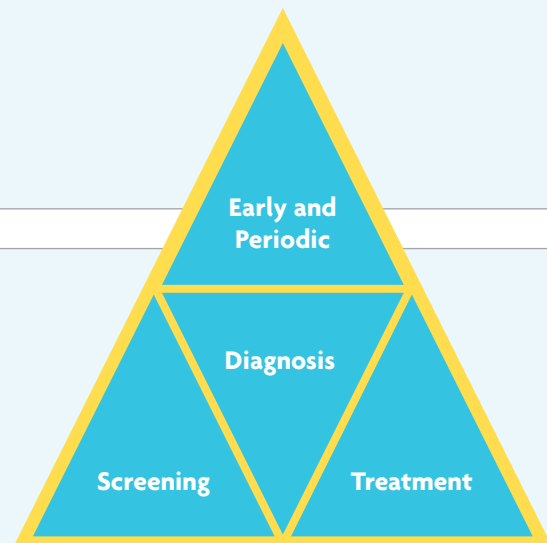 Early and
Periodic
Diagnosis
Screening
Treatment